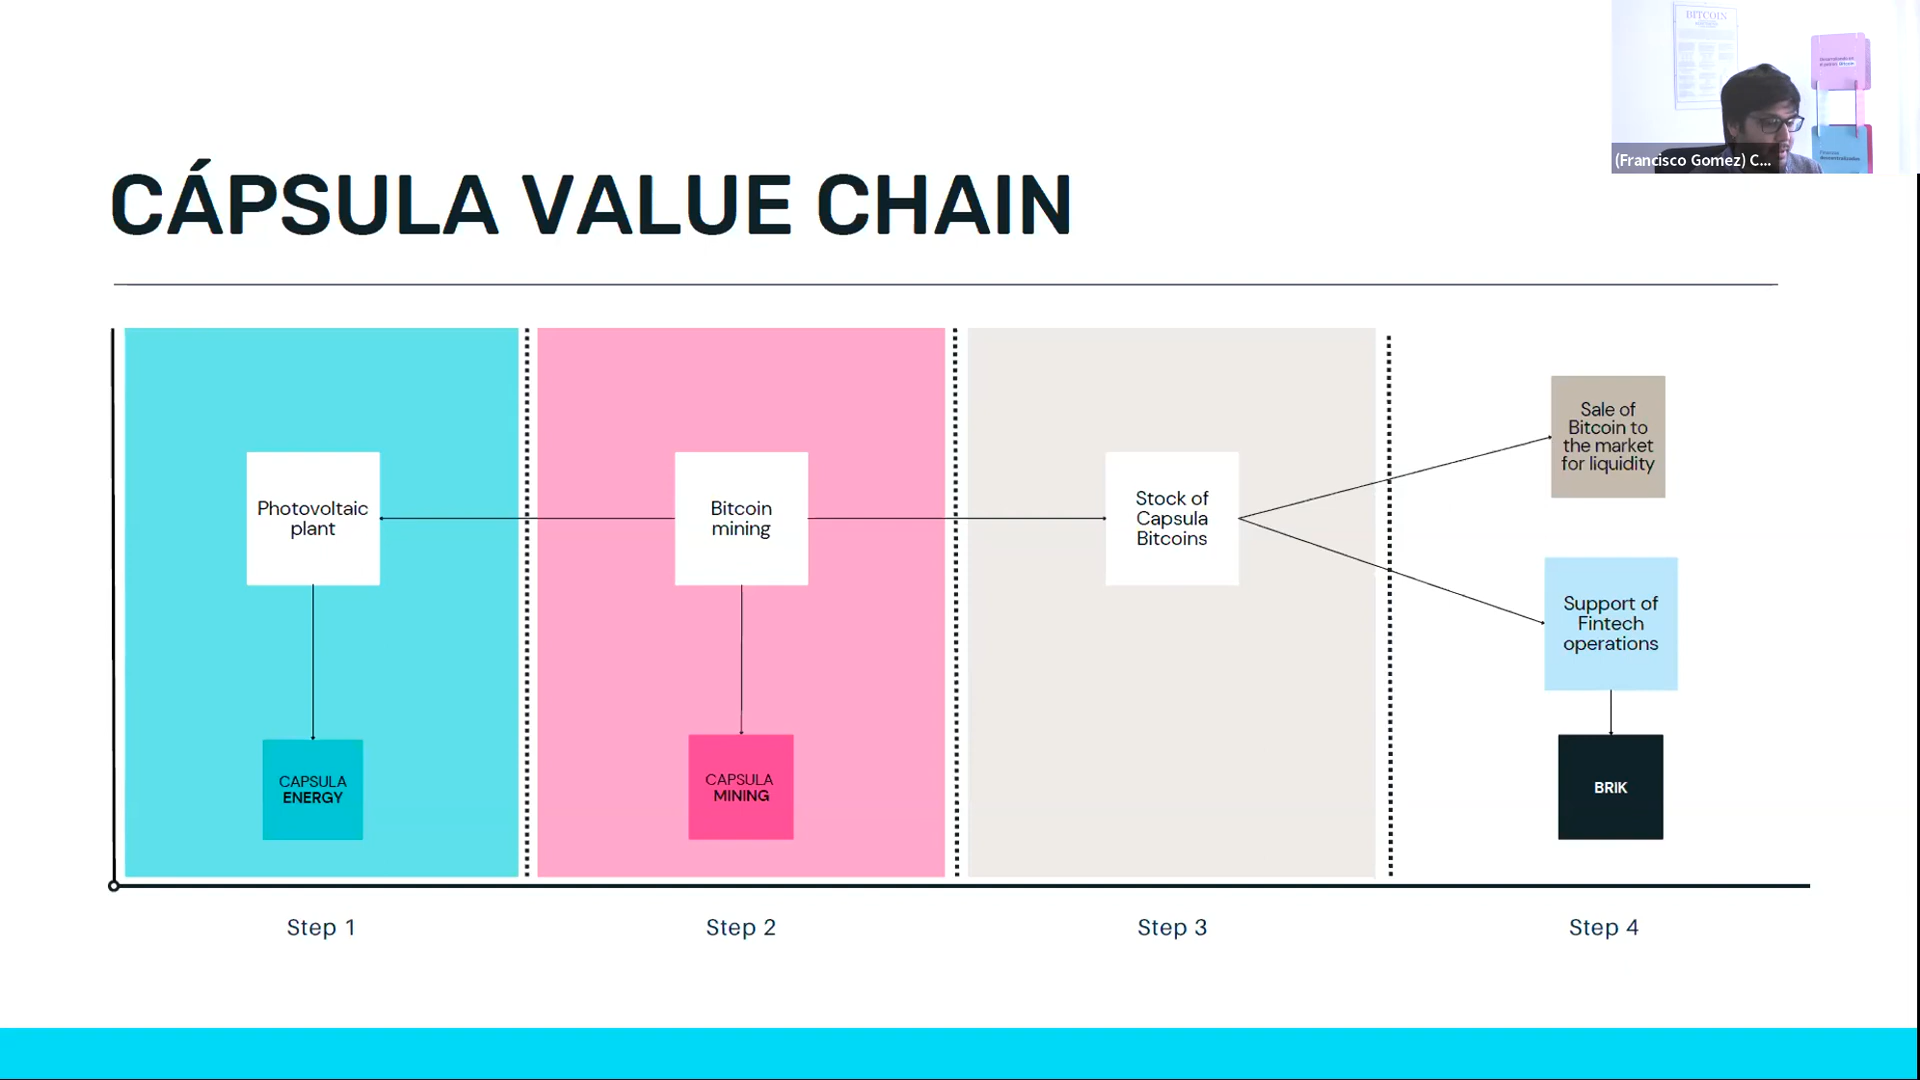 BITCOIN
(Francisco Gomez) C...
CÁPSULA VALUE CHAIN
Photovoltaic
plant
CAPSULA
ENERGY
Bitcoin
mining
CAPSULA
MINING
Stock of
Capsula
Bitcoins
Sale of
Bitcoin to
the market
for liquidity
Support of
Fintech
operations
BRIK
Step 1
Step 2
Step 3
Step 4